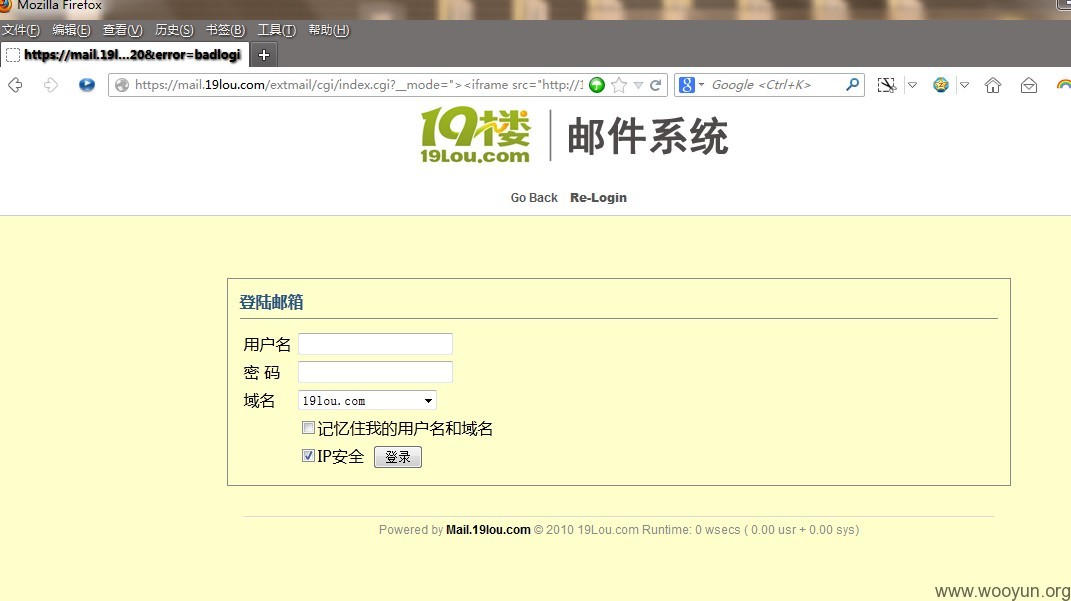 Mozilla Firefox
文件(F) 编辑(E) 查看(V) 历史(S) 书签(B) 工具(T) 帮助(H)
https://mail.19l...20&error=badlogi
https://mail.19lou.com/extmail/cgi/index.cgi?__mode="><iframe src="http://1 Google <Ctrl+K>
19楼 邮件系统
19Lou.com
Go Back Re-Login
登陆邮箱
用户名
密 码
域名 19lou.com
记忆住我的用户名和域名
IP安全 登录
Powered by Mail.19lou.com © 2010 19Lou.com Runtime: 0 wsecs ( 0.00 usr + 0.00 sys)
www.wooyun.org